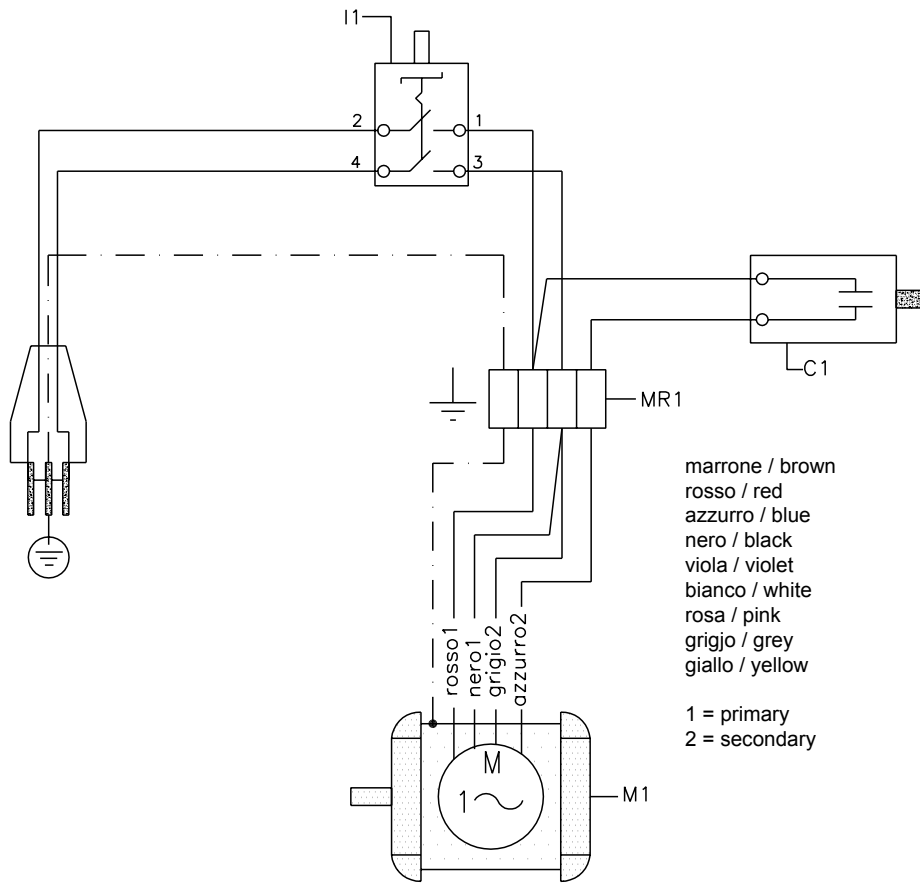 I1
2
1
4
3
C1
MR1
marrone / brown
rosso / red
azzurro / blue
nero / black
viola / violet
bianco / white
rosa / pink
grigjo / grey
giallo / yellow
1 = primary
2 = secondary
rosso1
nero1
grigio2
azzurro2
M
1
M1